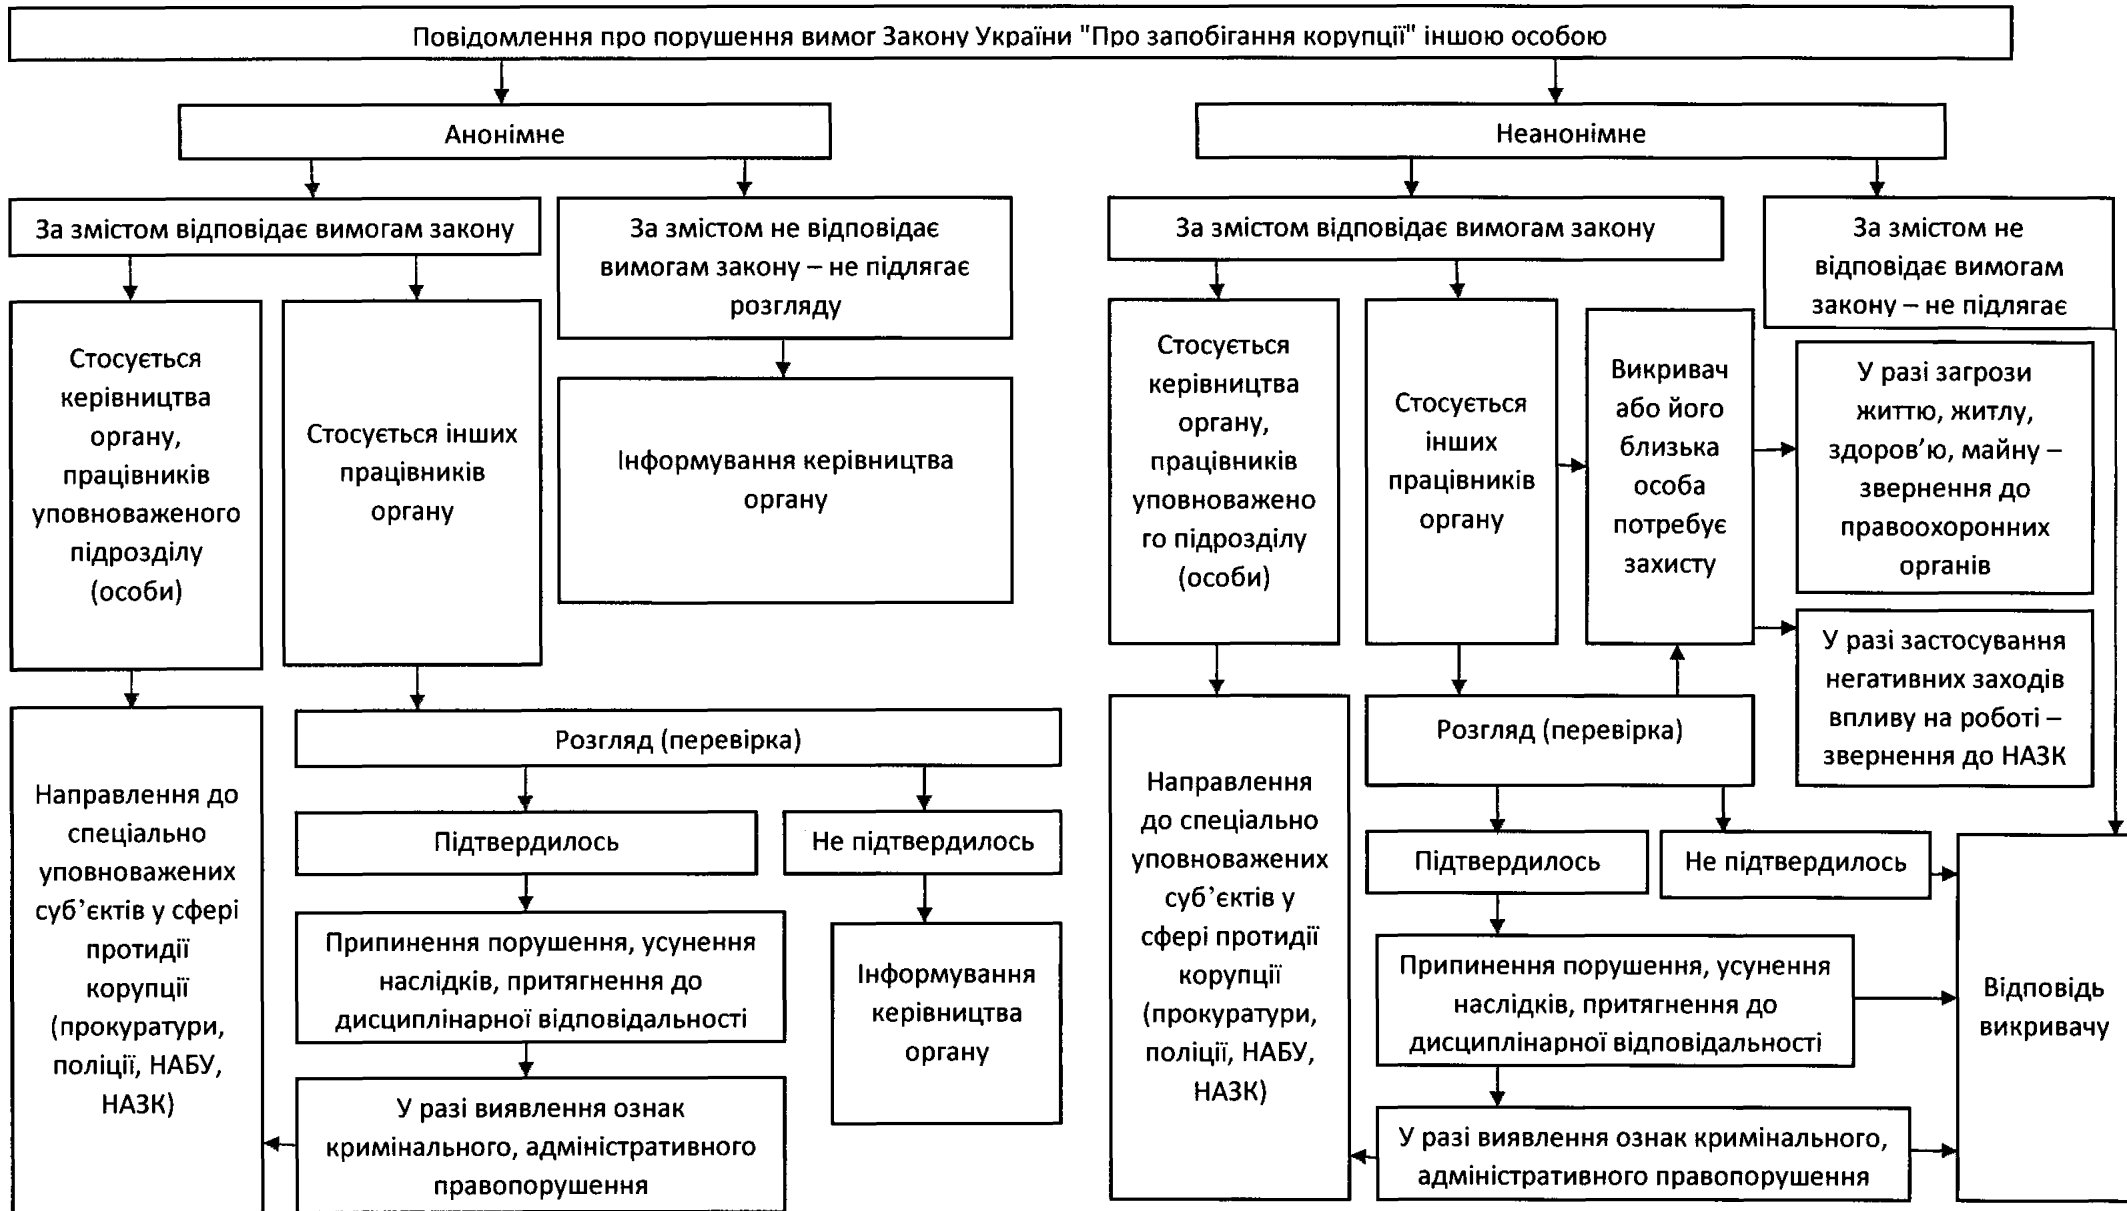 Повідомлення про порушення вимог Закону України "Про запобігання корупції" іншою особою
Анонімне
Неанонімне
За змістом відповідає вимогам закону
За змістом не відповідає
вимогам закону – не підлягає
розгляду
За змістом відповідає вимогам закону
За змістом не
відповідає вимогам
закону – не підлягає
Стосується
керівництва
органу,
працівників
уповноваженого
підрозділу
(особи)
Стосується інших
працівників
органу
Інформування керівництва
органу
Стосується
керівництва
органу,
працівників
уповноважено
го підрозділу
(особи)
Стосується
інших
працівників
органу
Викривач
або його
близька
особа
потребує
захисту
У разі загрози
життю, житлу,
здоров’ю, майну –
звернення до
правоохоронних
органів
У разі застосування
негативних заходів
впливу на роботі –
звернення до НАЗК
Направлення до
спеціально
уповноважених
суб’єктів у сфері
протидії
корупції
(прокуратури,
поліції, НАБУ,
НАЗК)
Розгляд (перевірка)
Підтвердилось
Не підтвердилось
Припинення порушення, усунення
наслідків, притягнення до
дисциплінарної відповідальності
Інформування
керівництва
органу
У разі виявлення ознак
кримінального, адміністративного
правопорушення
Направлення
до спеціально
уповноважених
суб’єктів у
сфері протидії
корупції
(прокуратури,
поліції, НАБУ,
НАЗК)
Розгляд (перевірка)
Підтвердилось
Не підтвердилось
Припинення порушення, усунення
наслідків, притягнення до
дисциплінарної відповідальності
У разі виявлення ознак кримінального,
адміністративного правопорушення
Відповідь
викривачу